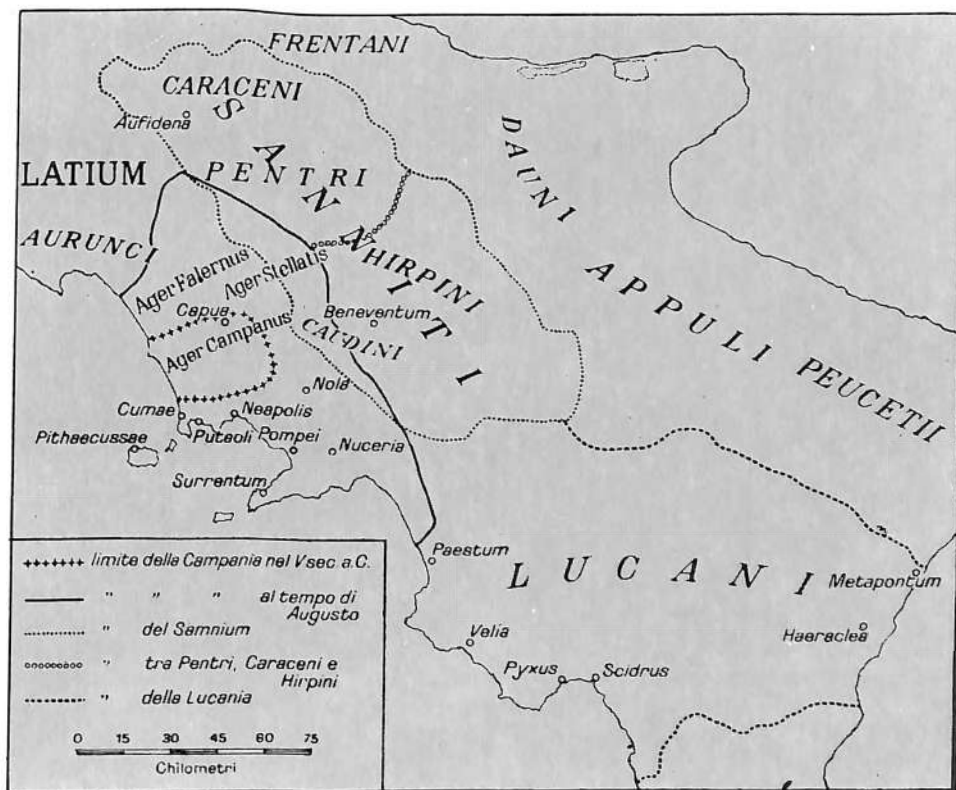 FRENTANI
CARACENI
Aufidena
SANNITI
PENTRI
LATIUM
DAUNI
AURUNCI
Ager Falernus
Ager Stellatis
HIRPINI
APPULI
Capua
Beneventum
Ager Campanus
CAUDINI
PEUCETII
Nola
Cumae
Neapolis
Pithaecussae
Puteoli
Pompei
Nuceria
Surrentum
Paestum
LUCANI
Metapontum
Velia
Haeraclea
Pyxus
Scidrus
limite della Campania nel V sec. a.C.
" " " al tempo di Augusto
" del Samnium
" tra Pentri, Caraceni e Hirpini
" della Lucania
0 15 30 45 75
Chilometri